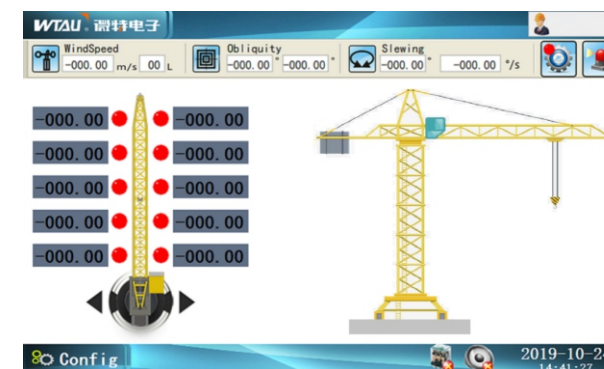 WTAU 微特电子
WindSpeed
-000.00 m/s 00 L
Obliquity
-000.00 ° -000.00 °
Slewing
-000.00 ° -000.00 °/s
-000.00 -000.00
-000.00 -000.00
-000.00 -000.00
-000.00 -000.00
-000.00 -000.00
Config
2019-10-24
14:41:27